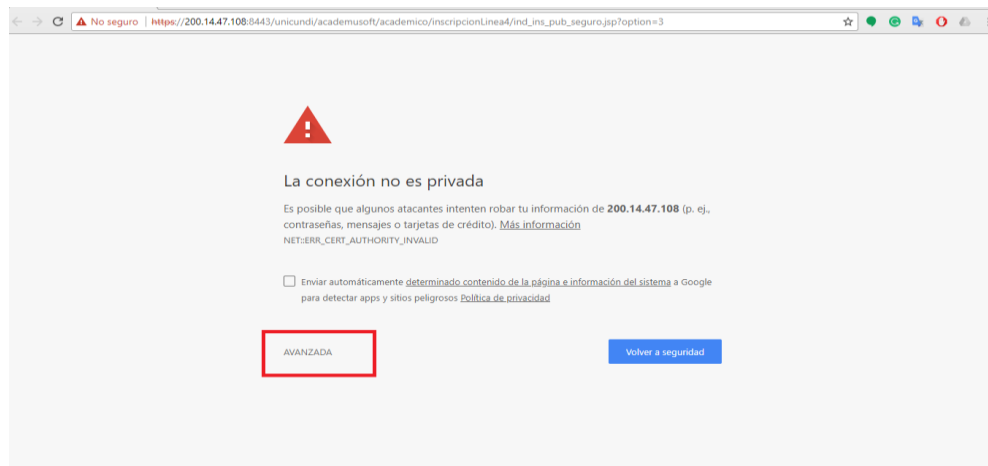 No seguro | https://200.14.47.108:8443/unicundi/academusoft/academico/inscripcionLinea4/ind_ins_pub_seguro.jsp?option=3
La conexión no es privada
Es posible que algunos atacantes intenten robar tu información de 200.14.47.108 (p. ej.,
contraseñas, mensajes o tarjetas de crédito). Más información
NET::ERR_CERT_AUTHORITY_INVALID
Enviar automáticamente determinado contenido de la página e información del sistema a Google
para detectar apps y sitios peligrosos Política de privacidad
AVANZADA
Volver a seguridad